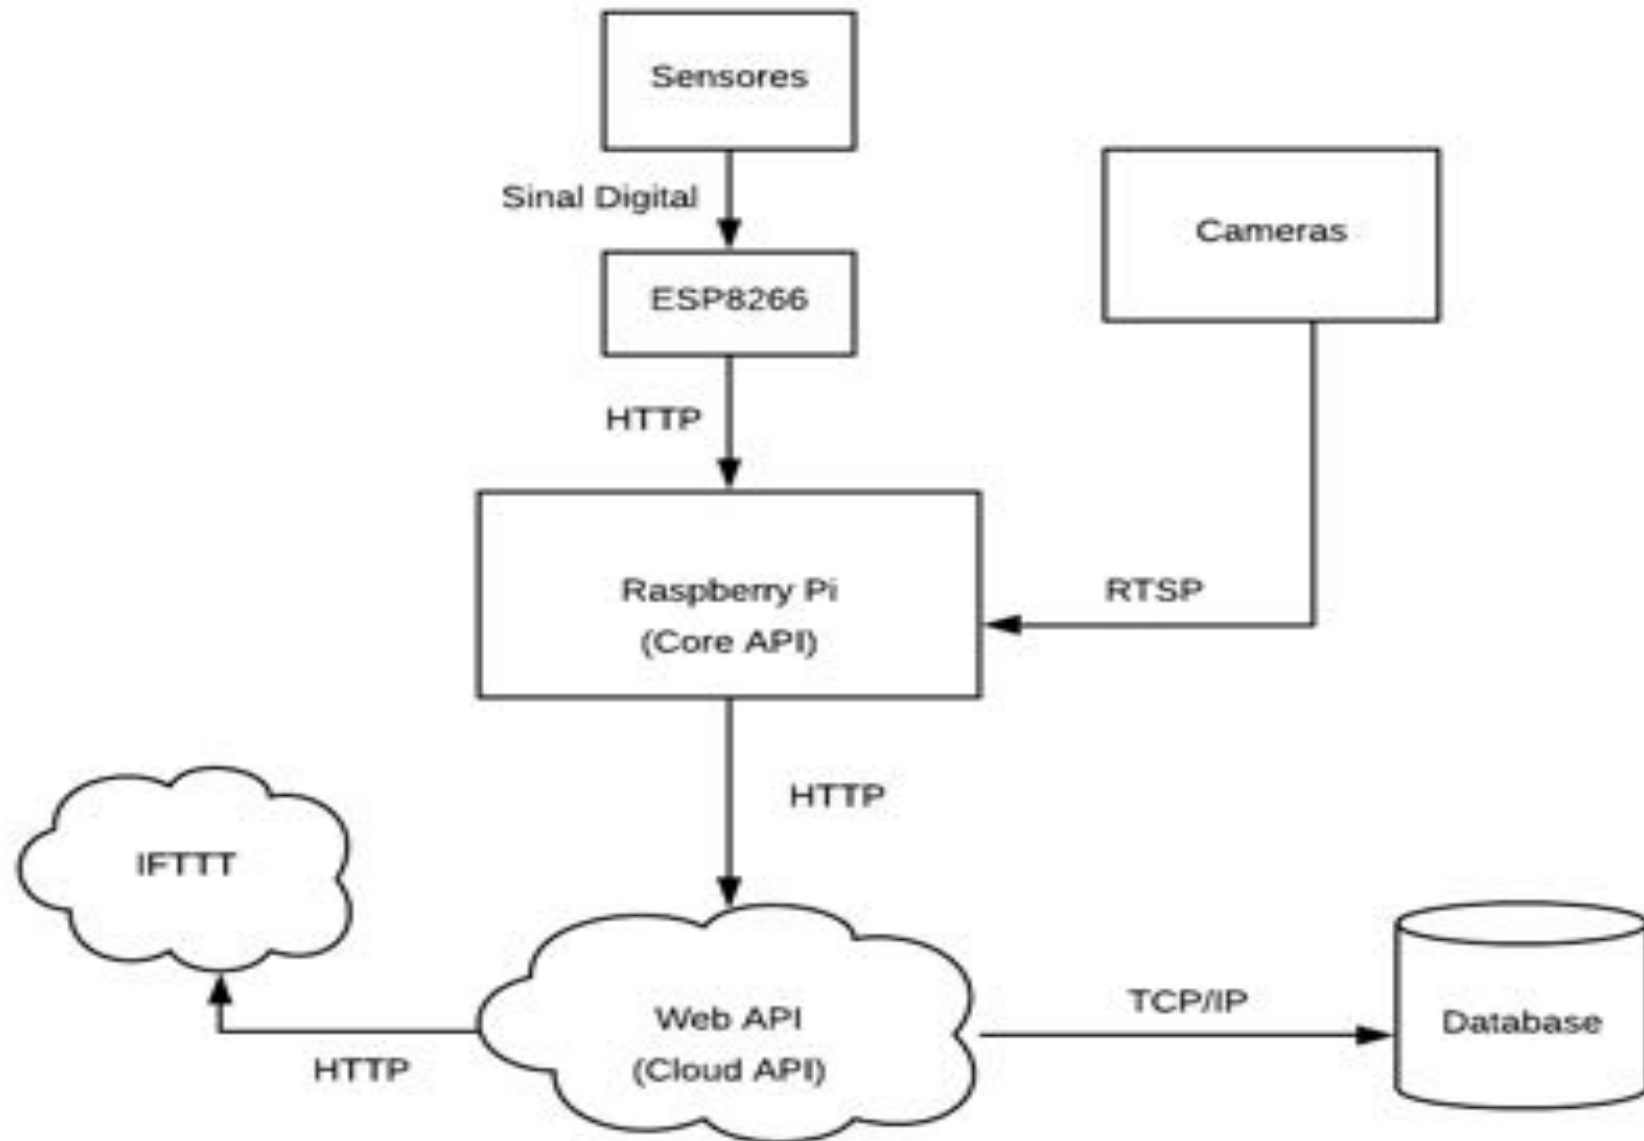 Sensores
Sinal Digital
Cameras
ESP8266
HTTP
Raspberry Pi
(Core API)
RTSP
HTTP
IFTTT
Web API
(Cloud API)
TCP/IP
Database
HTTP